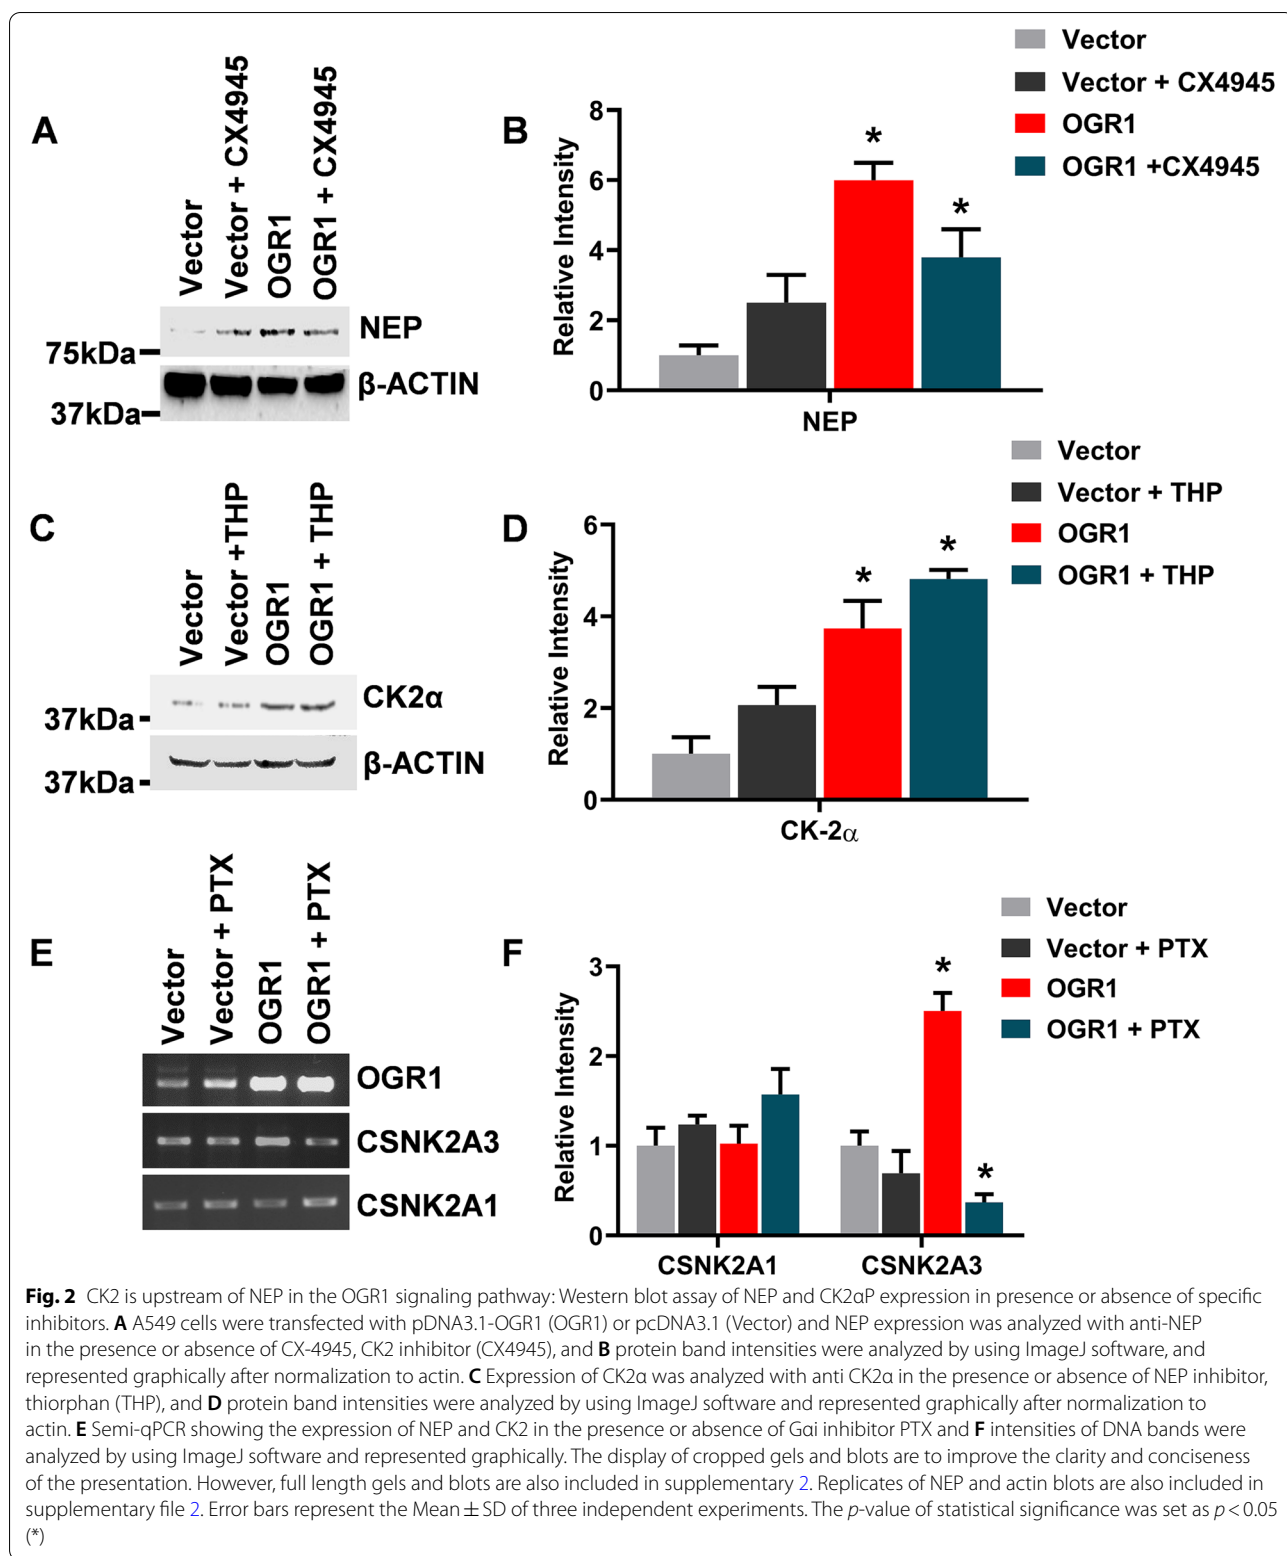 A
Vector
Vector + CX4945
OGR1
OGR1 + CX4945
NEP
75kDa
β-ACTIN
37kDa
B
Vector
Vector + CX4945
OGR1
OGR1 +CX4945
Relative Intensity
8
6
4
2
0
*
*
NEP
C
Vector
Vector +THP
OGR1
OGR1 + THP
CK2α
37kDa
β-ACTIN
37kDa
D
Vector
Vector + THP
OGR1
OGR1 + THP
Relative Intensity
6
4
2
0
*
*
CK-2α
E
Vector
Vector + PTX
OGR1
OGR1 + PTX
OGR1
CSNK2A3
CSNK2A1
F
Vector
Vector + PTX
OGR1
OGR1 + PTX
Relative Intensity
3
2
1
0
*
*
CSNK2A1
CSNK2A3
Fig. 2 CK2 is upstream of NEP in the OGR1 signaling pathway: Western blot assay of NEP and CK2αP expression in presence or absence of specific
inhibitors. A A549 cells were transfected with pDNA3.1-OGR1 (OGR1) or pcDNA3.1 (Vector) and NEP expression was analyzed with anti-NEP
in the presence or absence of CX-4945, CK2 inhibitor (CX4945), and B protein band intensities were analyzed by using ImageJ software, and
represented graphically after normalization to actin. C Expression of CK2α was analyzed with anti CK2α in the presence or absence of NEP inhibitor,
thiorphan (THP), and D protein band intensities were analyzed by using ImageJ software and represented graphically after normalization to
actin. E Semi-qPCR showing the expression of NEP and CK2 in the presence or absence of Gαi inhibitor PTX and F intensities of DNA bands were
analyzed by using ImageJ software and represented graphically. The display of cropped gels and blots are to improve the clarity and conciseness
of the presentation. However, full length gels and blots are also included in supplementary 2. Replicates of NEP and actin blots are also included in
supplementary file 2. Error bars represent the Mean ± SD of three independent experiments. The p-value of statistical significance was set as p < 0.05
(*)